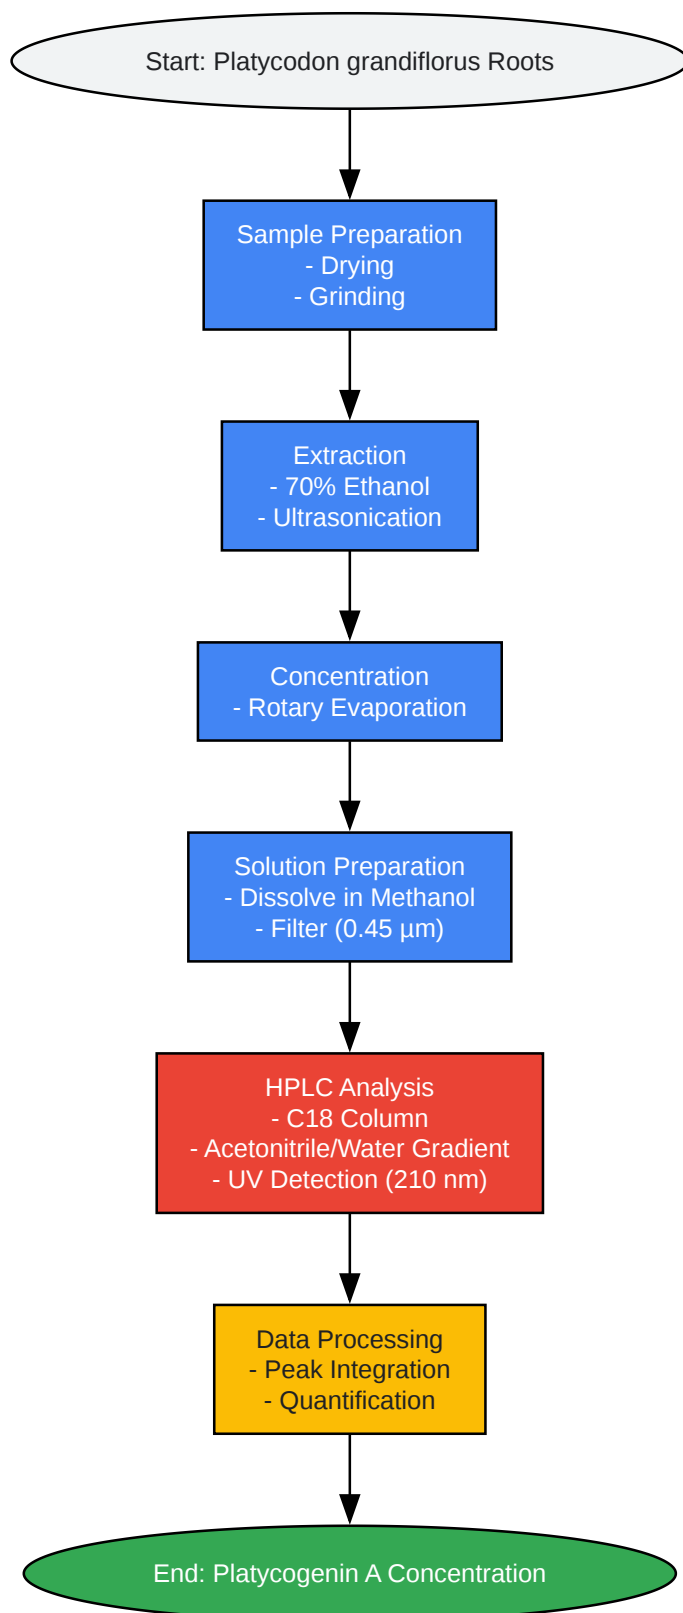 Start: Platycodon grandiflorus Roots
Sample Preparation
- Drying
- Grinding
Extraction
- 70% Ethanol
- Ultrasonication
Concentration
- Rotary Evaporation
Solution Preparation
- Dissolve in Methanol
- Filter (0.45 µm)
HPLC Analysis
- C18 Column
- Acetonitrile/Water Gradient
- UV Detection (210 nm)
Data Processing
- Peak Integration
- Quantification
End: Platycogenin A Concentration